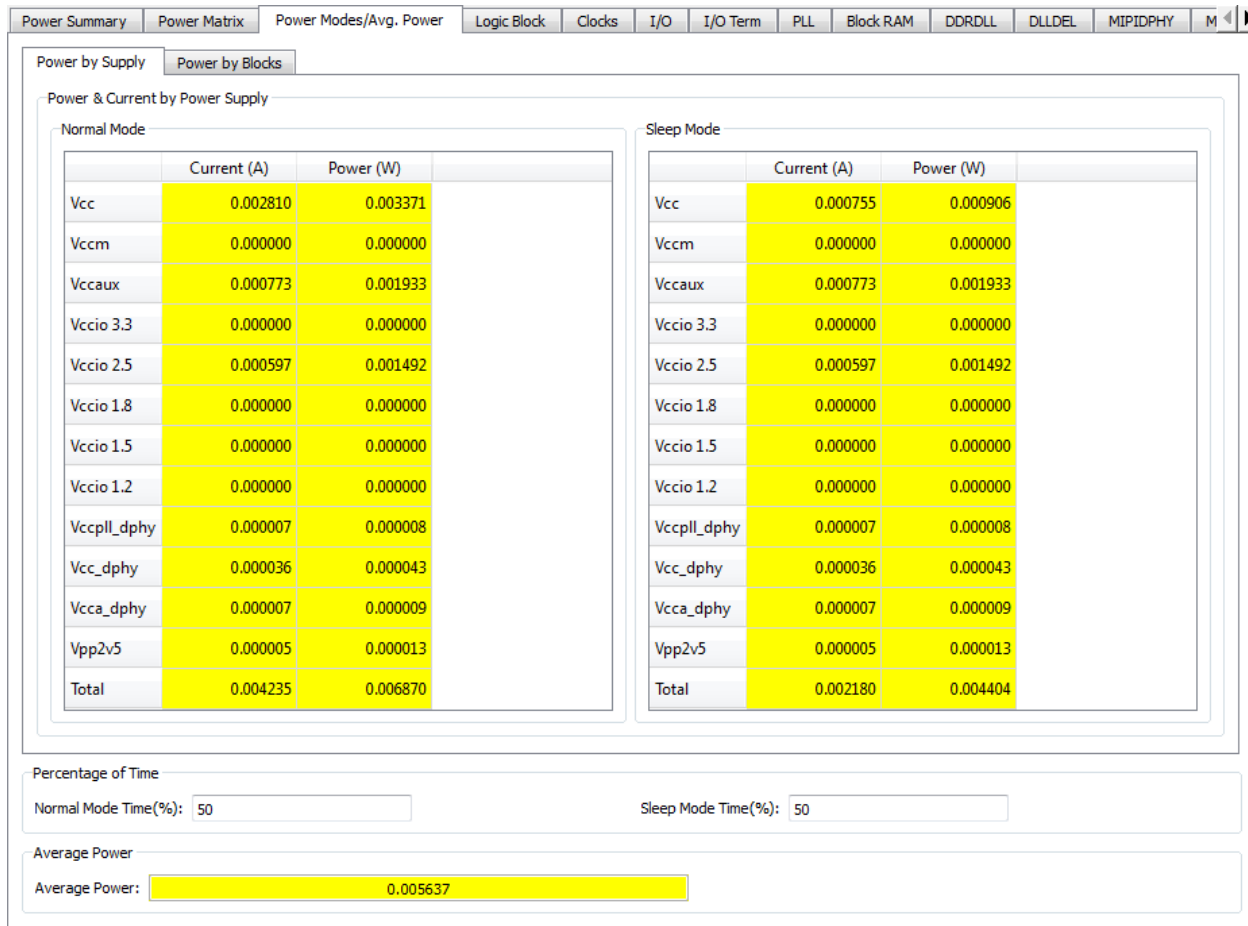 Power Summary Power Matrix Power Modes/Avg. Power Logic Block Clocks I/O I/O Term PLL Block RAM DDRDLL DLLDEL MIPIDPHY M
Power by Supply Power by Blocks
Power & Current by Power Supply
Normal Mode
Current (A) Power (W)
Vcc 0.002810 0.003371
Vccm 0.000000 0.000000
Vccaux 0.000773 0.001933
Vccio 3.3 0.000000 0.000000
Vccio 2.5 0.000597 0.001492
Vccio 1.8 0.000000 0.000000
Vccio 1.5 0.000000 0.000000
Vccio 1.2 0.000000 0.000000
Vccpll_dphy 0.000007 0.000008
Vcc_dphy 0.000036 0.000043
Vcca_dphy 0.000007 0.000009
Vpp2v5 0.000005 0.000013
Total 0.004235 0.006870
Sleep Mode
Current (A) Power (W)
Vcc 0.000755 0.000906
Vccm 0.000000 0.000000
Vccaux 0.000773 0.001933
Vccio 3.3 0.000000 0.000000
Vccio 2.5 0.000597 0.001492
Vccio 1.8 0.000000 0.000000
Vccio 1.5 0.000000 0.000000
Vccio 1.2 0.000000 0.000000
Vccpll_dphy 0.000007 0.000008
Vcc_dphy 0.000036 0.000043
Vcca_dphy 0.000007 0.000009
Vpp2v5 0.000005 0.000013
Total 0.002180 0.004404
Percentage of Time
Normal Mode Time(%): 50 Sleep Mode Time(%): 50
Average Power
Average Power: 0.005637